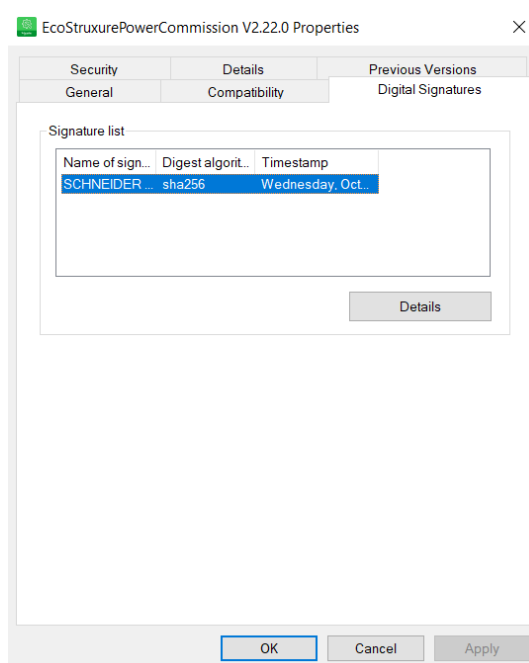 EcoStruxurePowerCommission V2.22.0 Properties
Security Details Previous Versions
General Compatibility Digital Signatures
Signature list
Name of sign... Digest algorit... Timestamp
SCHNEIDER ... sha256 Wednesday, Oct...
Details
OK Cancel Apply